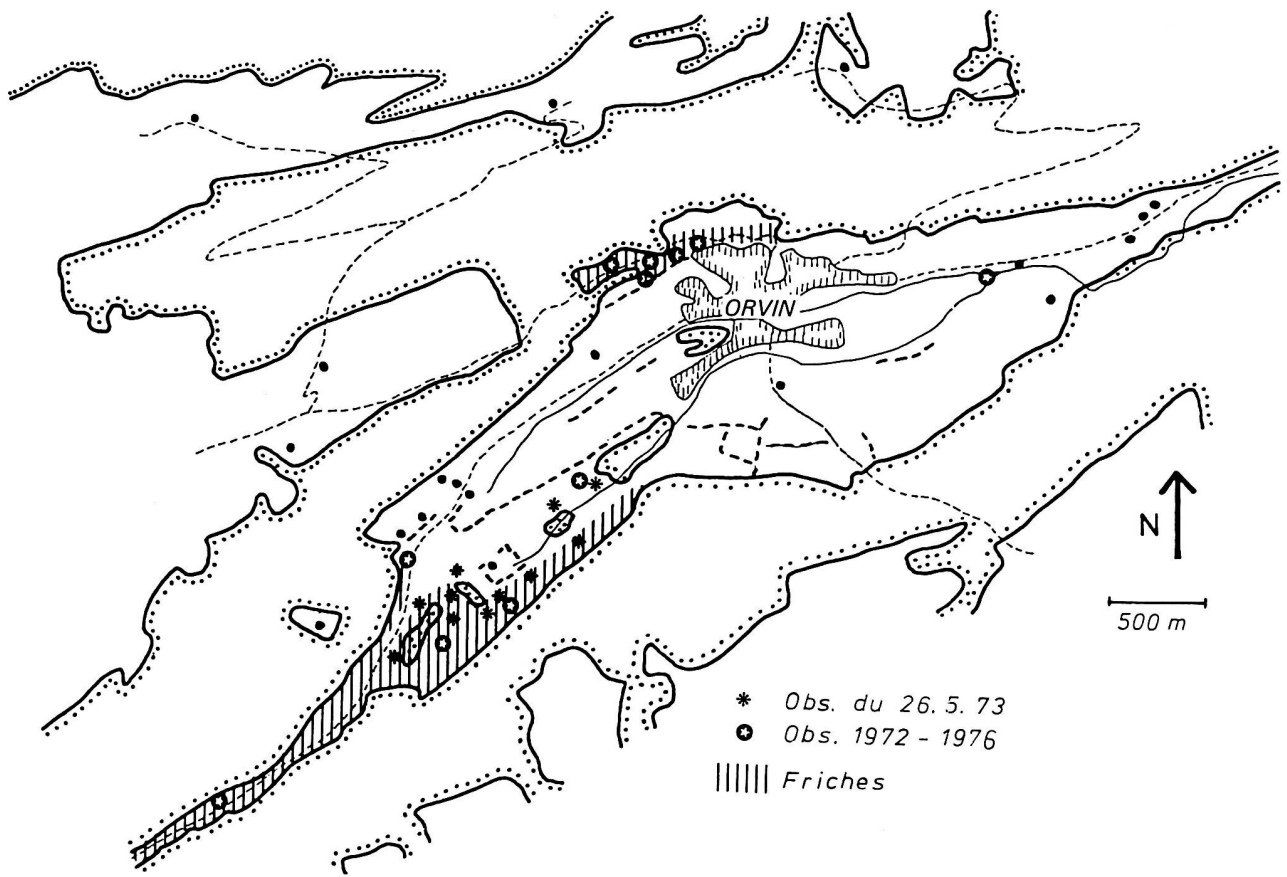 ORVIN
N
500 m
Obs. du 26. 5. 73
Obs. 1972 - 1976
Friches